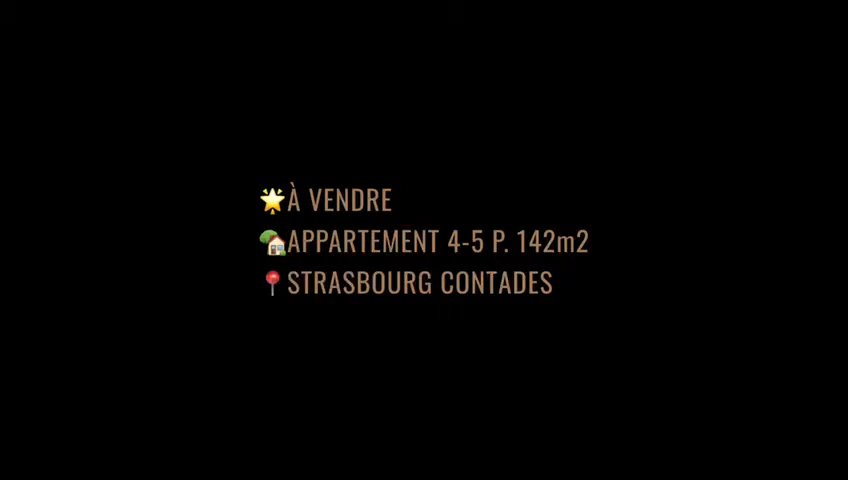 🌟À VENDRE
🏡APPARTEMENT 4-5 P. 142m2
📍STRASBOURG CONTADES